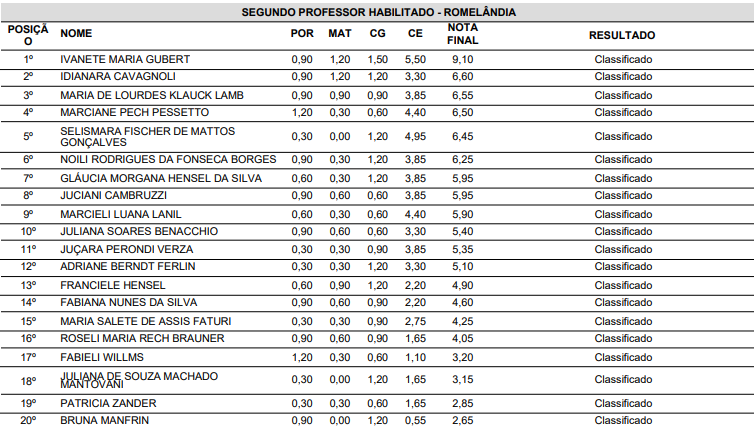 SEGUNDO PROFESSOR HABILITADO - ROMELÂNDIA
POSIÇÃO NOME POR MAT CG CE NOTA FINAL RESULTADO
1º IVANETE MARIA GUBERT 0,90 1,20 1,50 5,50 9,10 Classificado
2º IDIANARA CAVAGNOLI 0,90 1,20 1,20 3,30 6,60 Classificado
3º MARIA DE LOURDES KLAUCK LAMB 0,90 0,90 0,90 3,85 6,55 Classificado
4º MARCIANE PECH PESSETTO 1,20 0,30 0,60 4,40 6,50 Classificado
5º SELISMARA FISCHER DE MATTOS GONÇALVES 0,30 0,00 1,20 4,95 6,45 Classificado
6º NOILI RODRIGUES DA FONSECA BORGES 0,90 0,30 1,20 3,85 6,25 Classificado
7º GLÁUCIA MORGANA HENSEL DA SILVA 0,60 0,30 1,20 3,85 5,95 Classificado
8º JUCIANI CAMBRUZZI 0,90 0,60 0,60 3,85 5,95 Classificado
9º MARCIELI LUANA LANIL 0,60 0,30 0,60 4,40 5,90 Classificado
10º JULIANA SOARES BENACCHIO 0,90 0,60 0,60 3,30 5,40 Classificado
11º JUÇARA PERONDI VERZA 0,30 0,30 0,90 3,85 5,35 Classificado
12º ADRIANE BERNDT FERLIN 0,30 0,30 1,20 3,30 5,10 Classificado
13º FRANCIELE HENSEL 0,60 0,90 1,20 2,20 4,90 Classificado
14º FABIANA NUNES DA SILVA 0,90 0,60 0,90 2,20 4,60 Classificado
15º MARIA SALETE DE ASSIS FATURI 0,30 0,30 0,90 2,75 4,25 Classificado
16º ROSELI MARIA RECH BRAUNER 0,90 0,60 0,90 1,65 4,05 Classificado
17º FABIELI WILLMS 1,20 0,30 0,60 1,10 3,20 Classificado
18º JULIANA DE SOUZA MACHADO MANTOVANI 0,30 0,00 1,20 1,65 3,15 Classificado
19º PATRICIA ZANDER 0,30 0,30 0,60 1,65 2,85 Classificado
20º BRUNA MANFRIN 0,90 0,00 1,20 0,55 2,65 Classificado